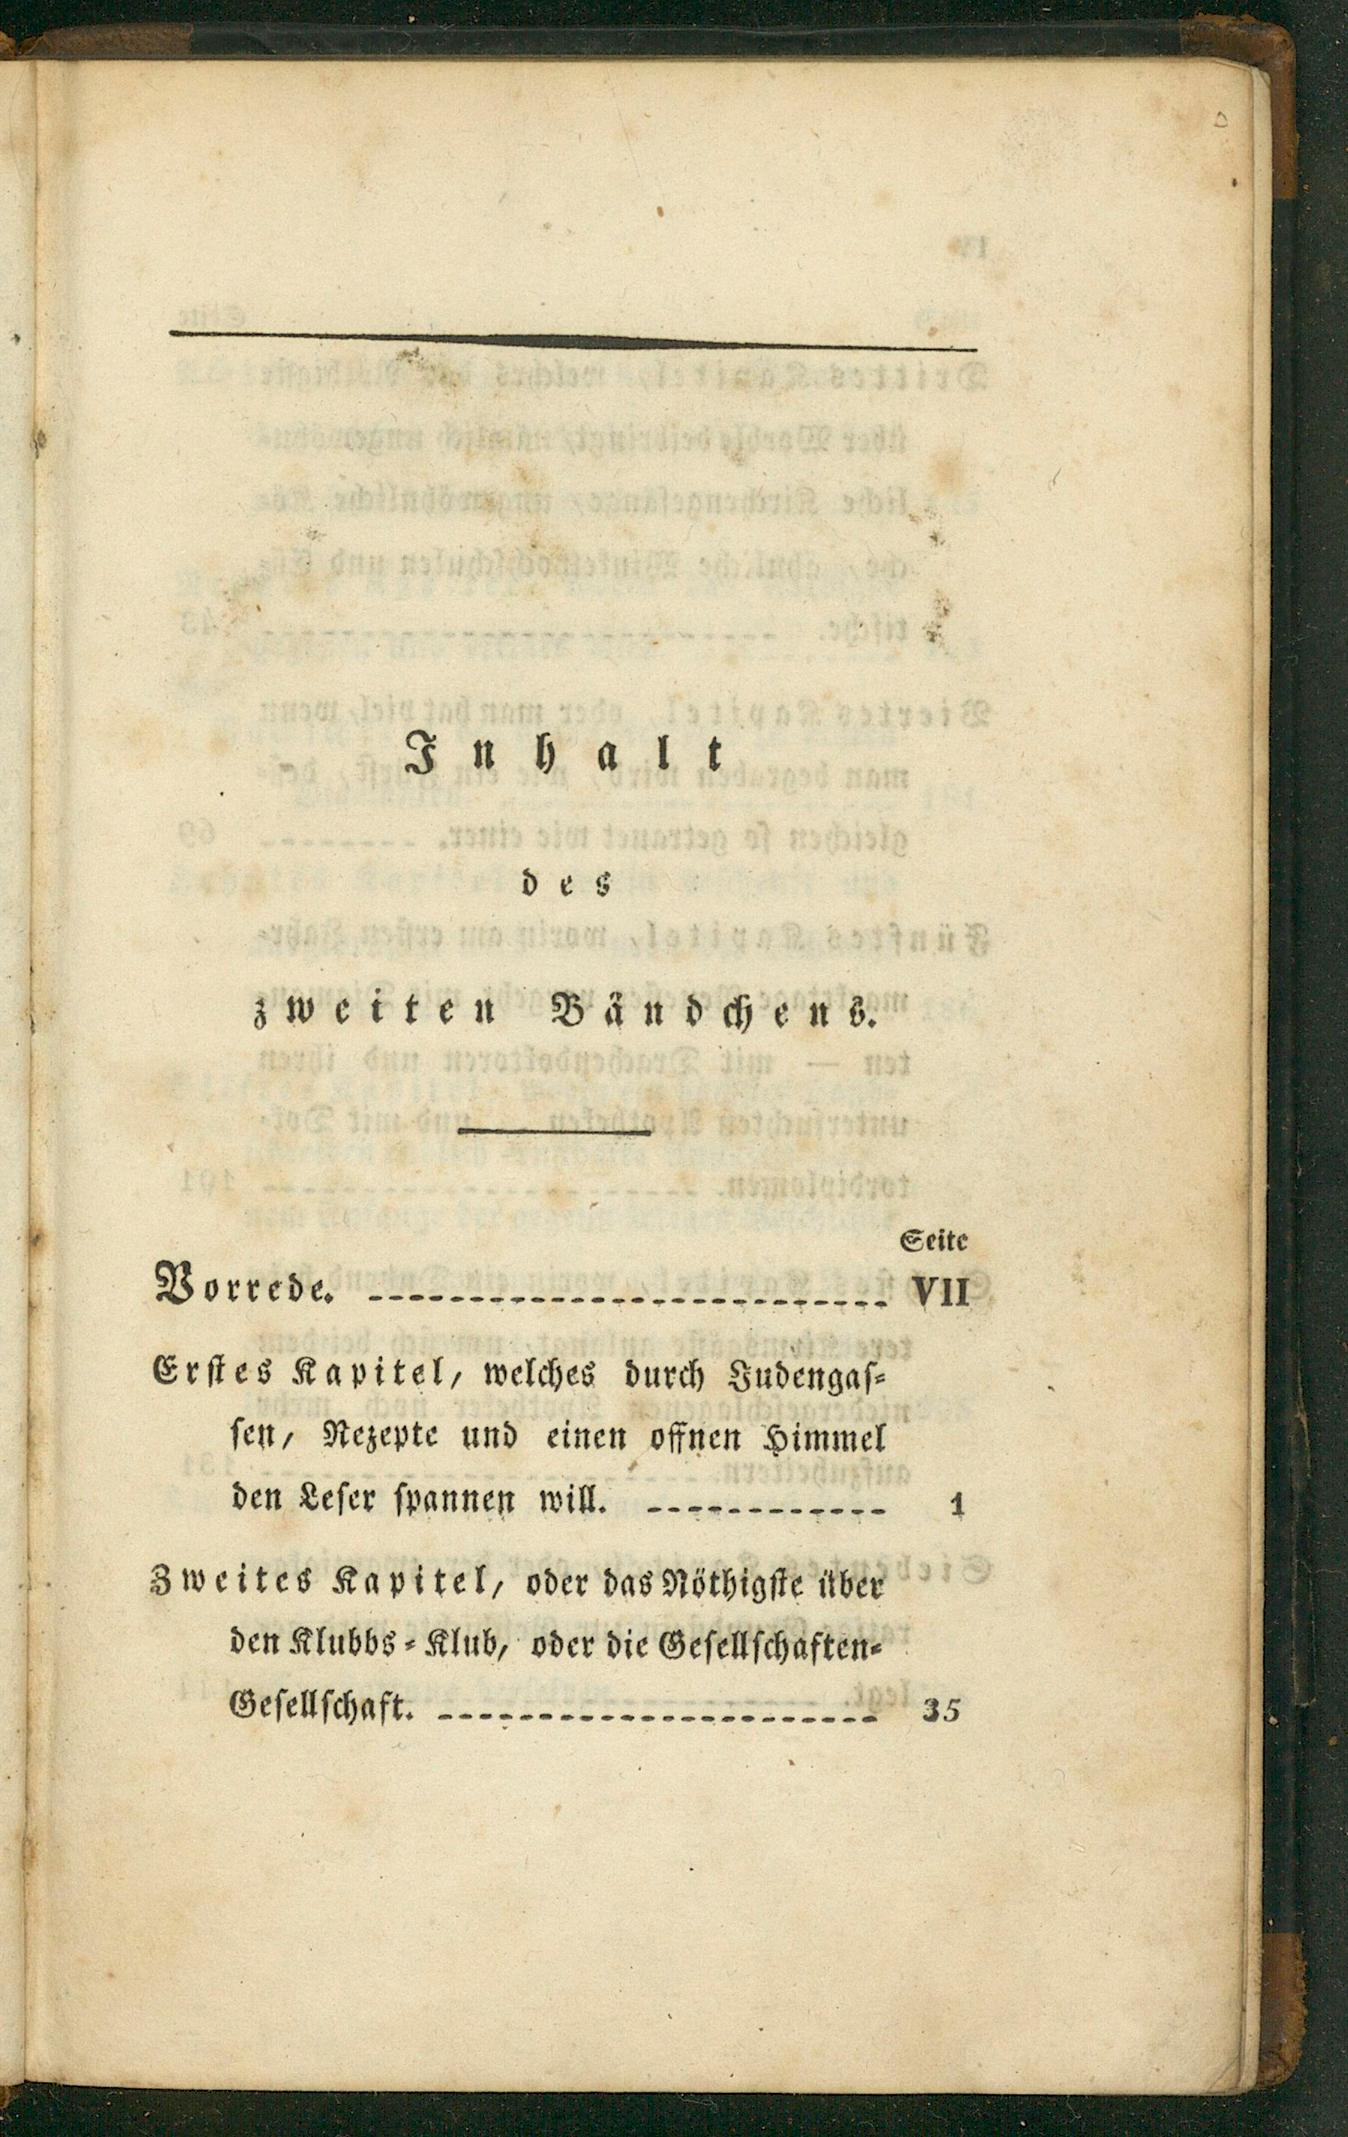 Inhalt
des
zweiten Bändchens.
Seite
Vorrede. -------------------------- VII
Erstes Kapitel, welches durch Judengaſ⸗
ſen, Rezepte und einen offnen Himmel
den Leſer ſpannen will. ------------ 1
Zweites Kapitel, oder das Nöthigſte über
den Klubbs⸗Klub, oder die Geſellſchaften⸗
Geſellſchaft. ---------------------- 35